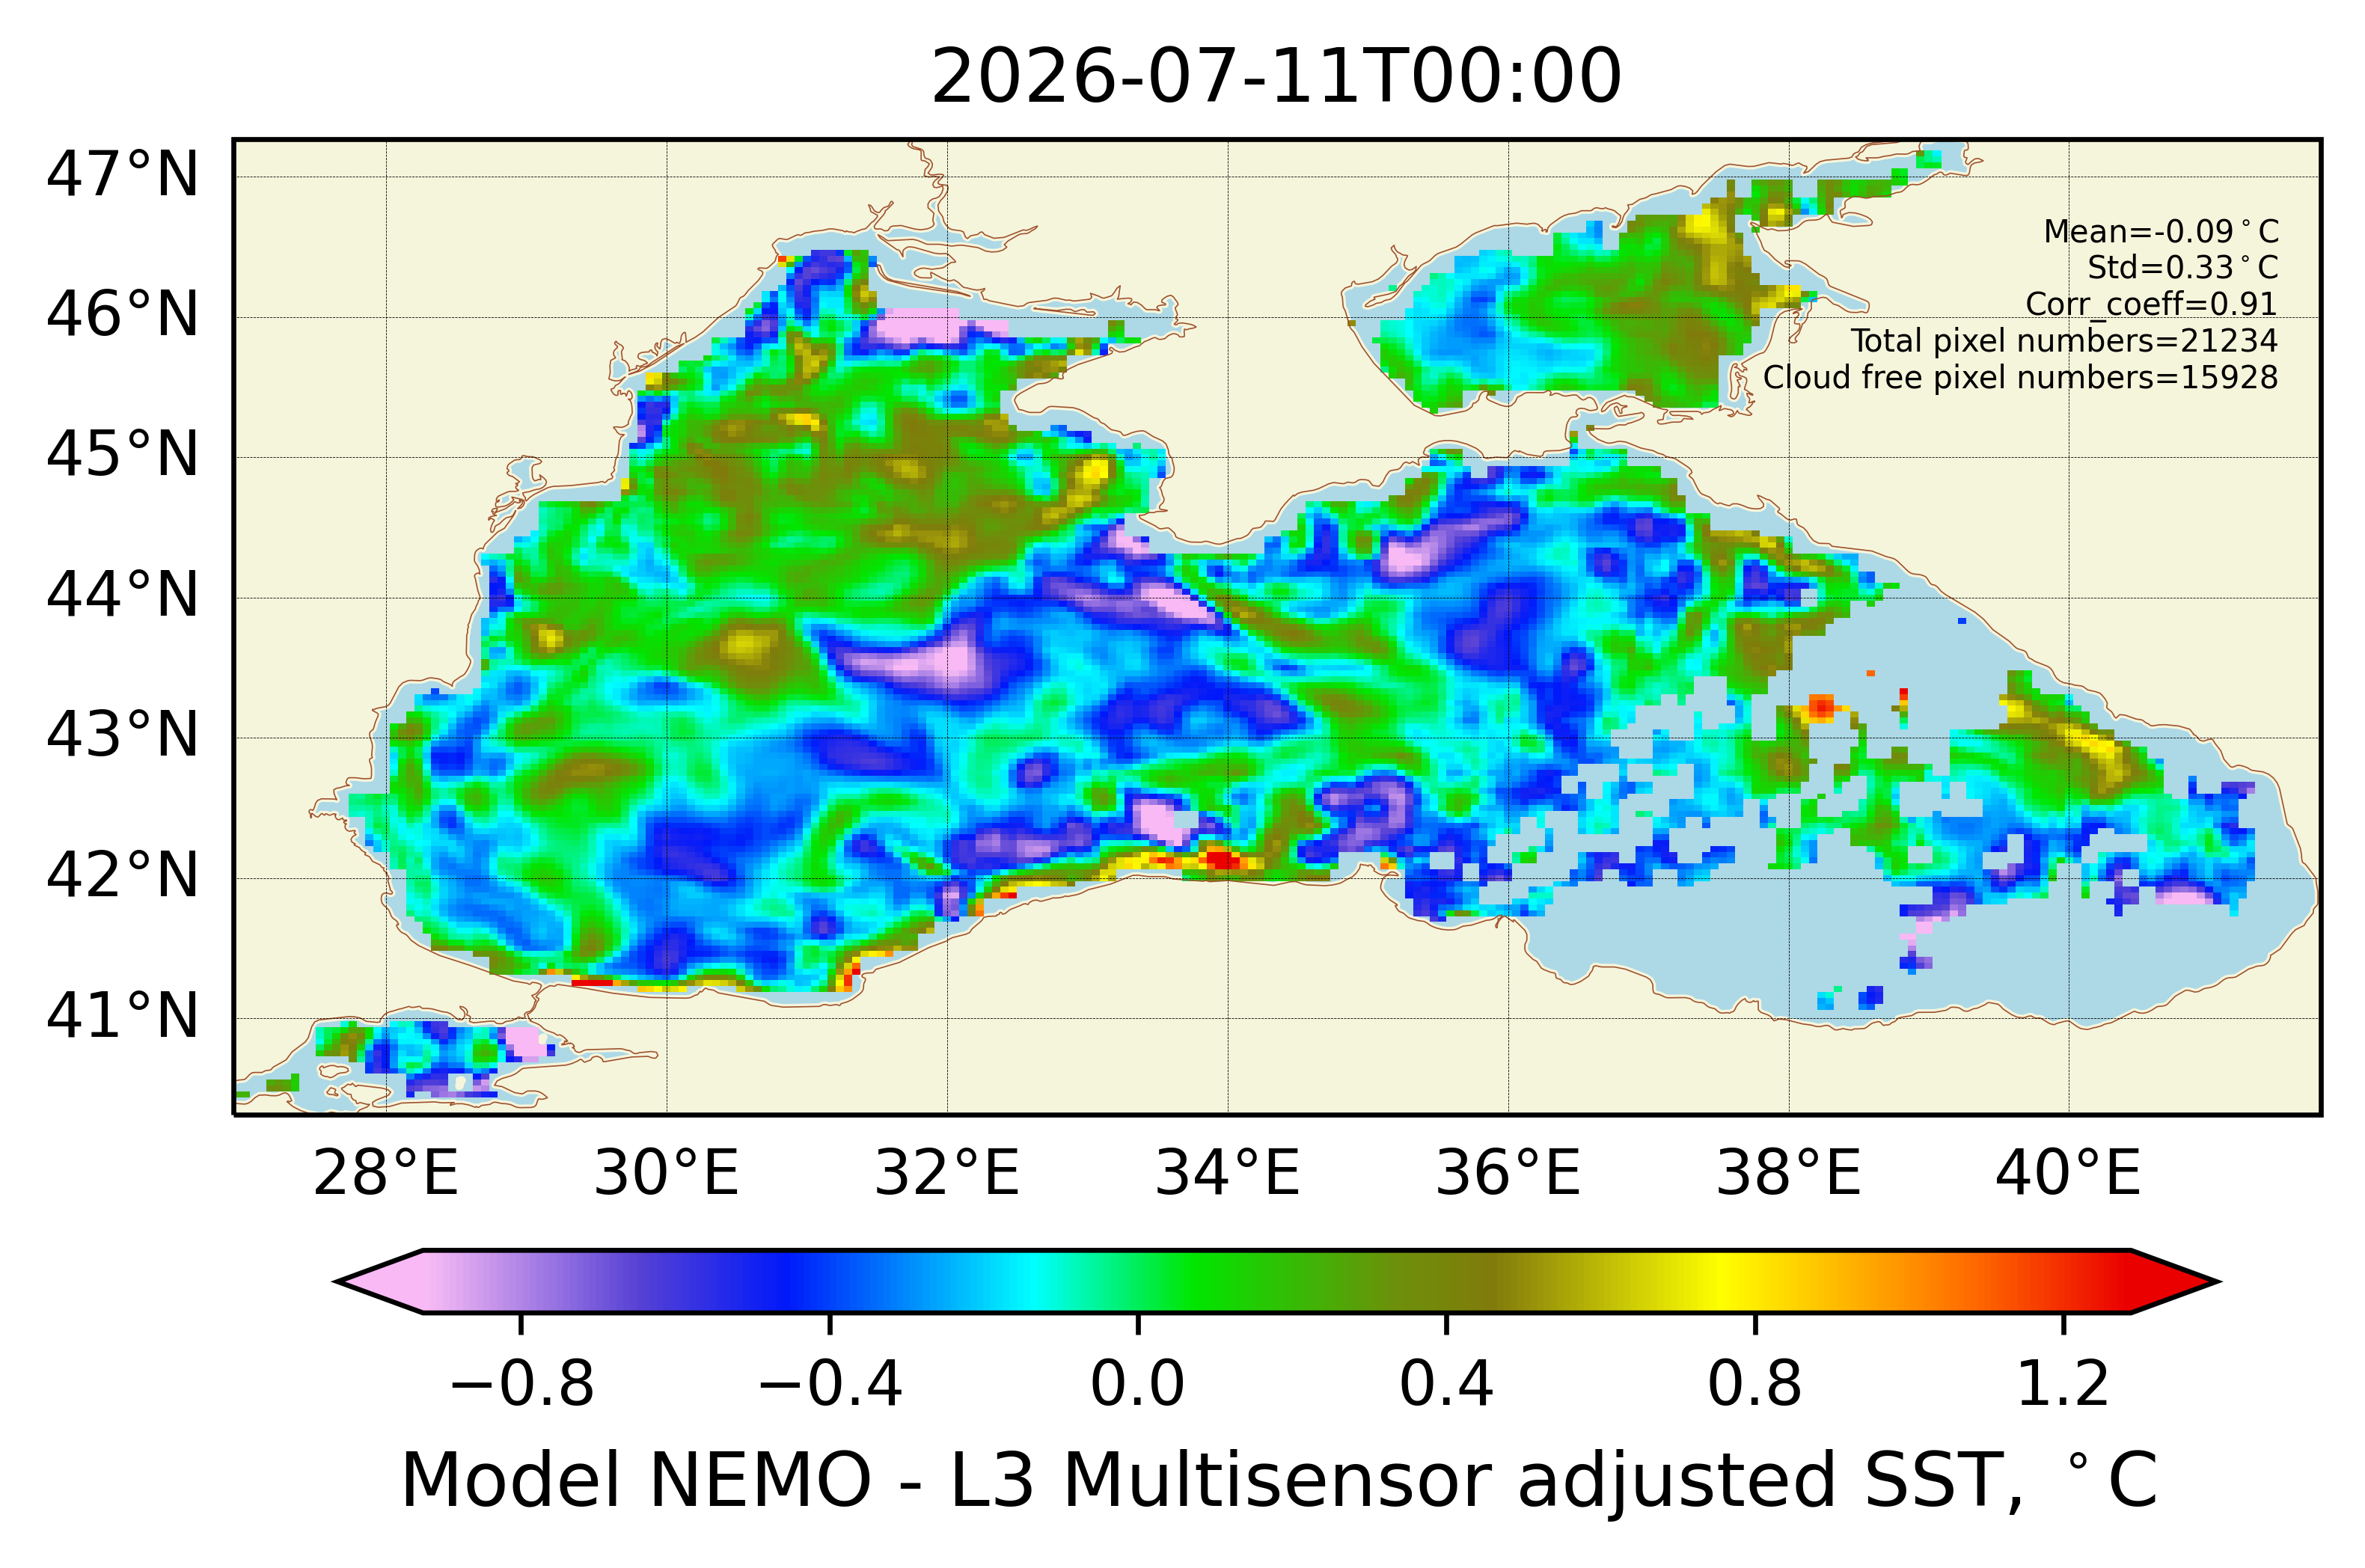 2026-07-11T00:00
47°N
46°N
45°N
44°N
43°N
42°N
41°N
Mean=-0.09°C
Std=0.33°C
Corr_coeff=0.91
Total pixel numbers=21234
Cloud free pixel numbers=15928
28°E 30°E 32°E 34°E 36°E 38°E 40°E
−0.8 −0.4 0.0 0.4 0.8 1.2
Model NEMO - L3 Multisensor adjusted SST, °C